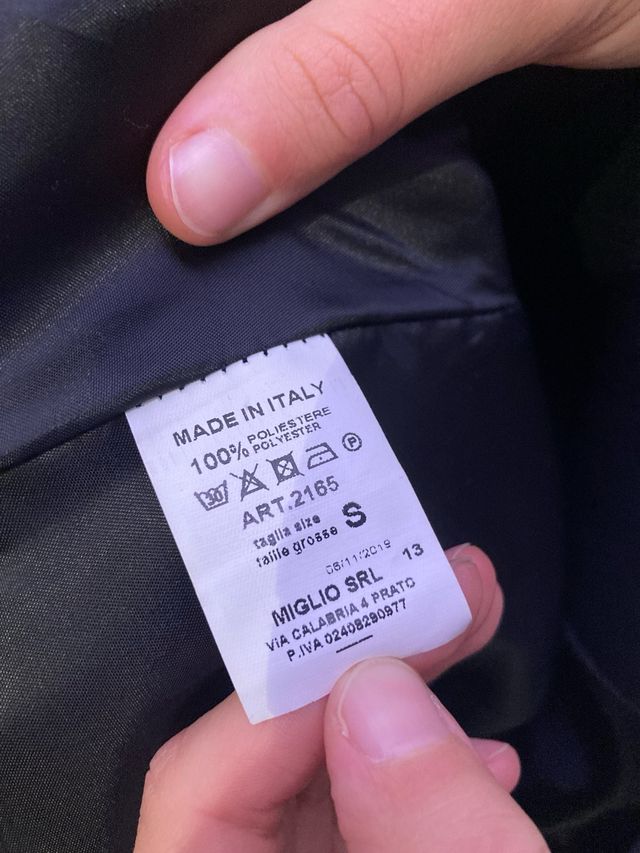 MADE IN ITALY
100% POLIESTERE
POLYESTER
30 P
ART.2165
taglia size
taille grosse S
06/11/2019 13
MIGLIO SRL
VIA CALABRIA 4 PRATO
P.IVA 02408290977